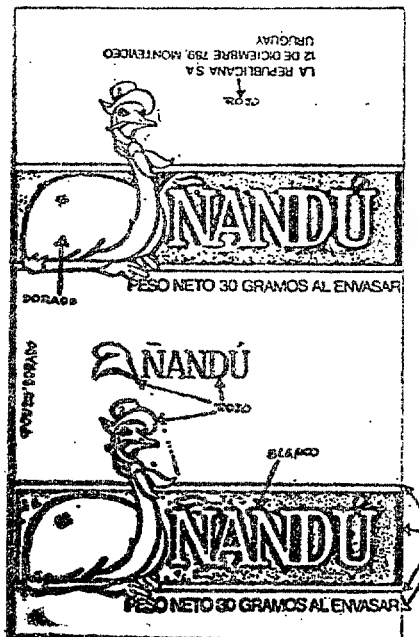 LA REPUBLICANA S A
12 DE DICIEMBRE 789, MONTEVIDEO
URUGUAY
ÑANDÚ
PESO NETO 30 GRAMOS AL ENVASAR
DORADO
ÑANDÚ
ROJO
BLANCO
ÑANDÚ
PESO NETO 30 GRAMOS AL ENVASAR